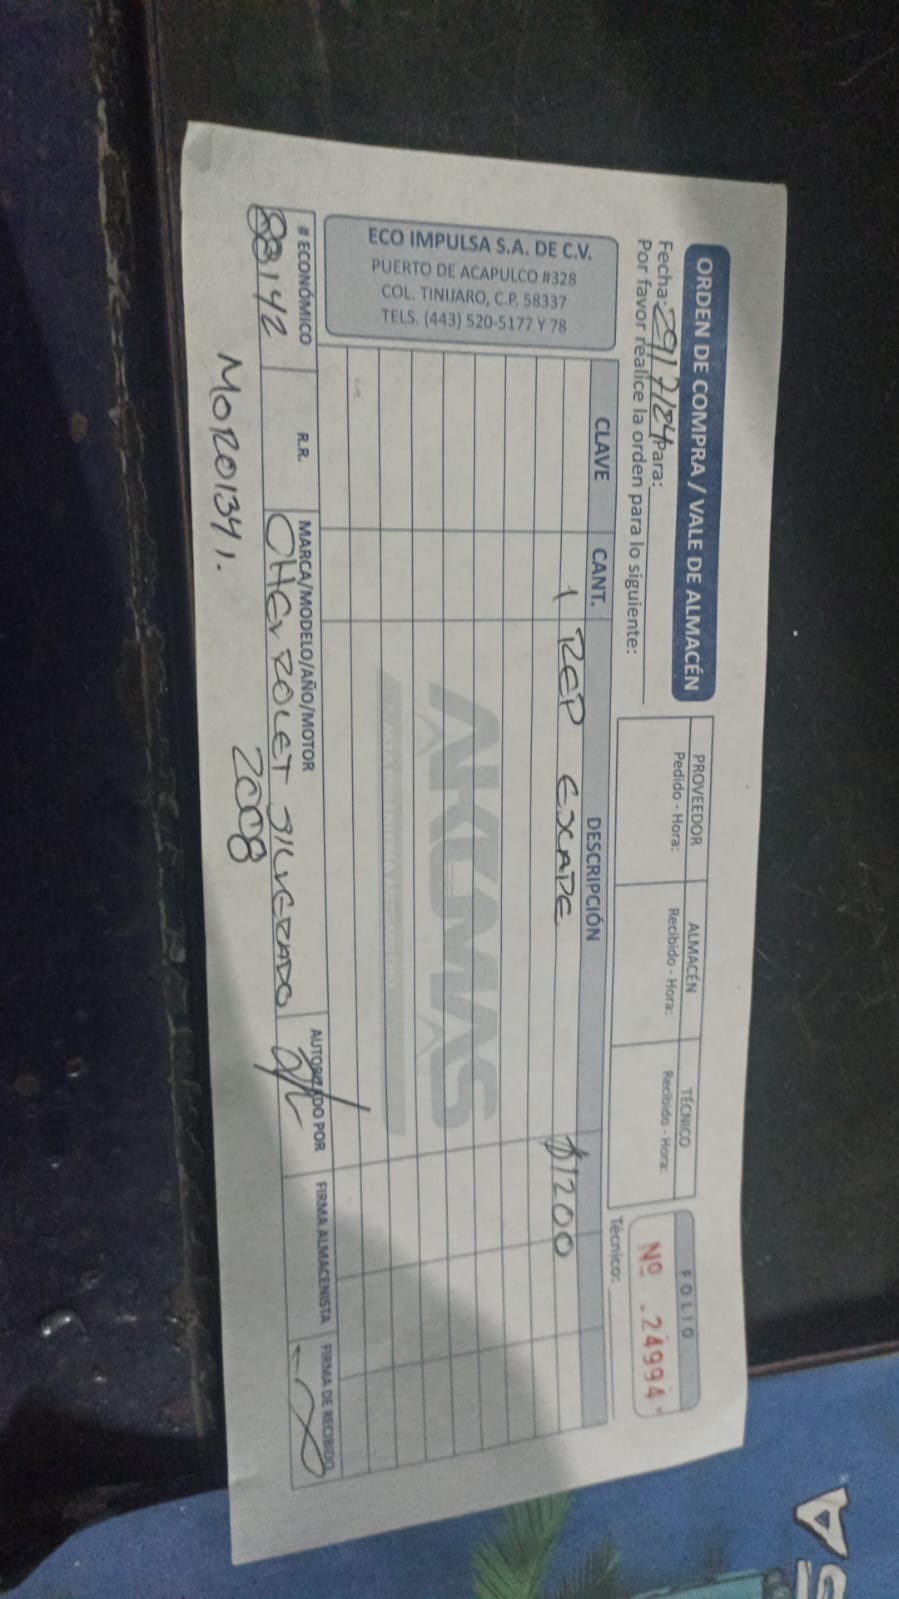 ORDEN DE COMPRA / VALE DE ALMACÉN
Fecha: 29/7/24 Para:
Por favor realice la orden para lo siguiente:
PROVEEDOR
Pedido - Hora:
ALMACÉN
Recibido - Hora:
TÉCNICO
Recibido - Hora:
FOLIO
Nº 24994
Técnico:
ECO IMPULSA S.A. DE C.V.
PUERTO DE ACAPULCO #328
COL. TINIJARO, C.P. 58337
TELS. (443) 520-5177 Y 78
CLAVE CANT. DESCRIPCIÓN
1 REP ESCAPE $1200
AKUMAS
# ECONÓMICO R.R. MARCA/MODELO/AÑO/MOTOR AUTORIZADO POR FIRMA ALMACENISTA FIRMA DE RECIBIDO
88142 CHEVROLET SILVERADO
2008
MOR01341.